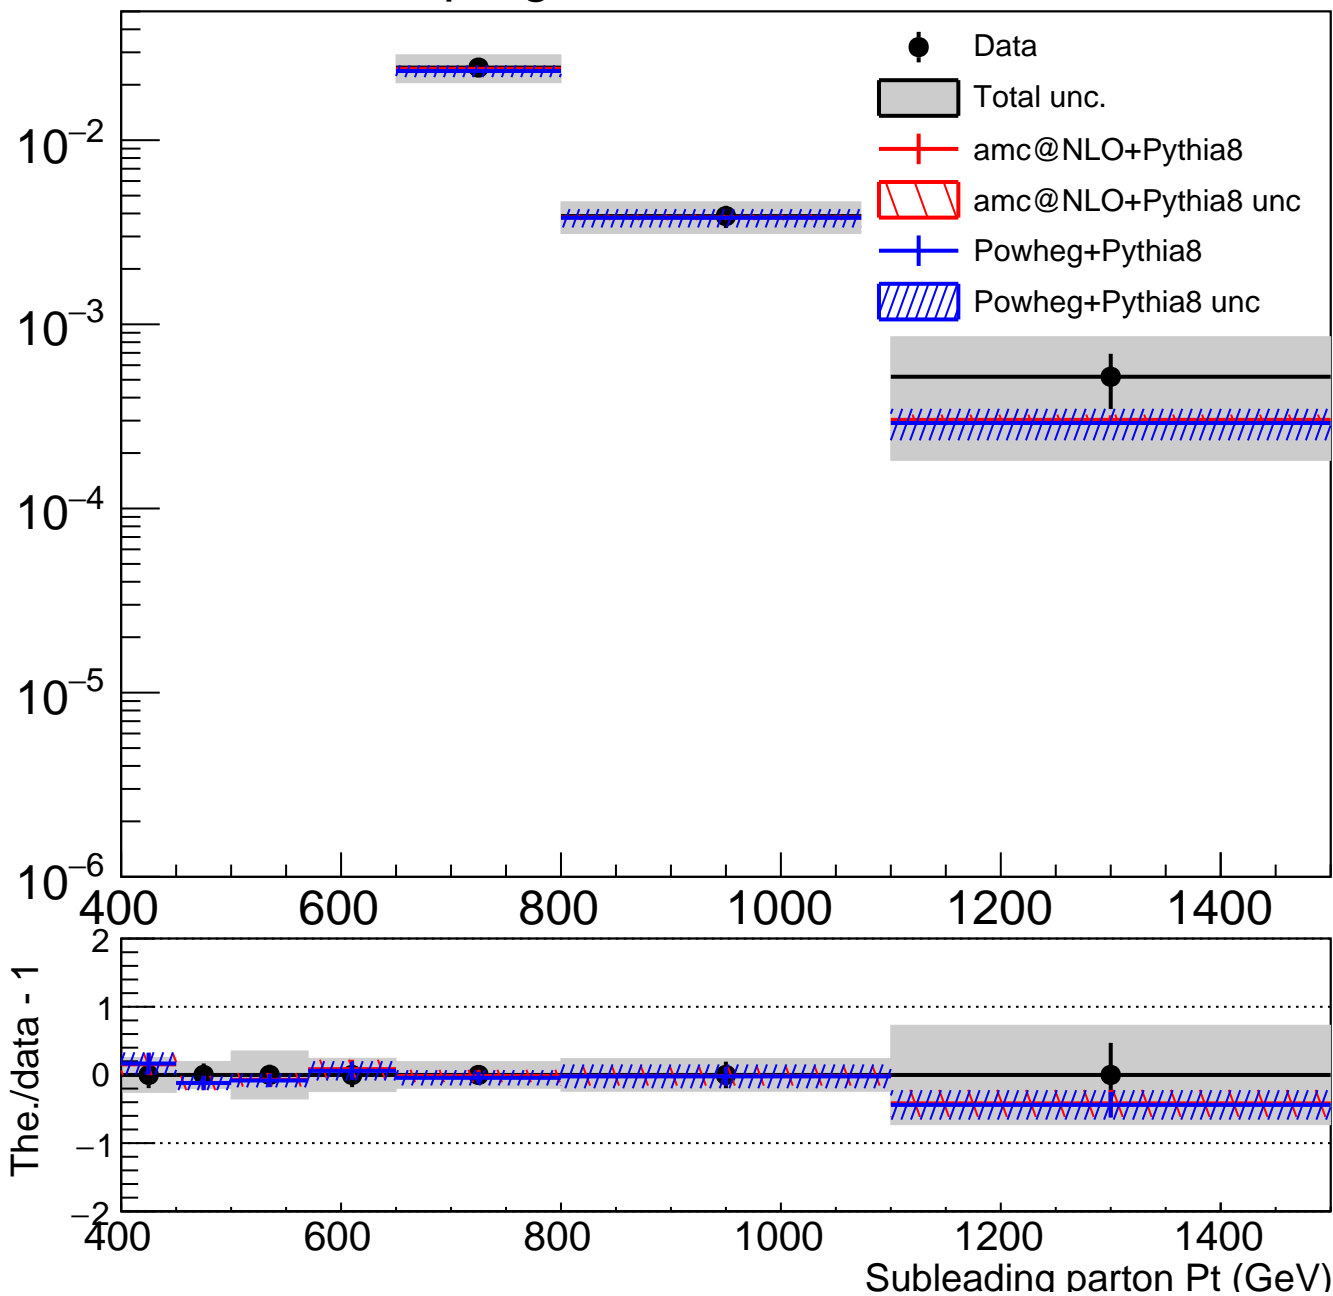 Data
Total unc.
amc@NLO+Pythia8
amc@NLO+Pythia8 unc
Powheg+Pythia8
Powheg+Pythia8 unc
10−2
10−3
10−4
10−5
10−6
400 600 800 1000 1200 1400
The./data - 1
2
1
0
−1
−2
400 600 800 1000 1200 1400
Subleading parton Pt (GeV)